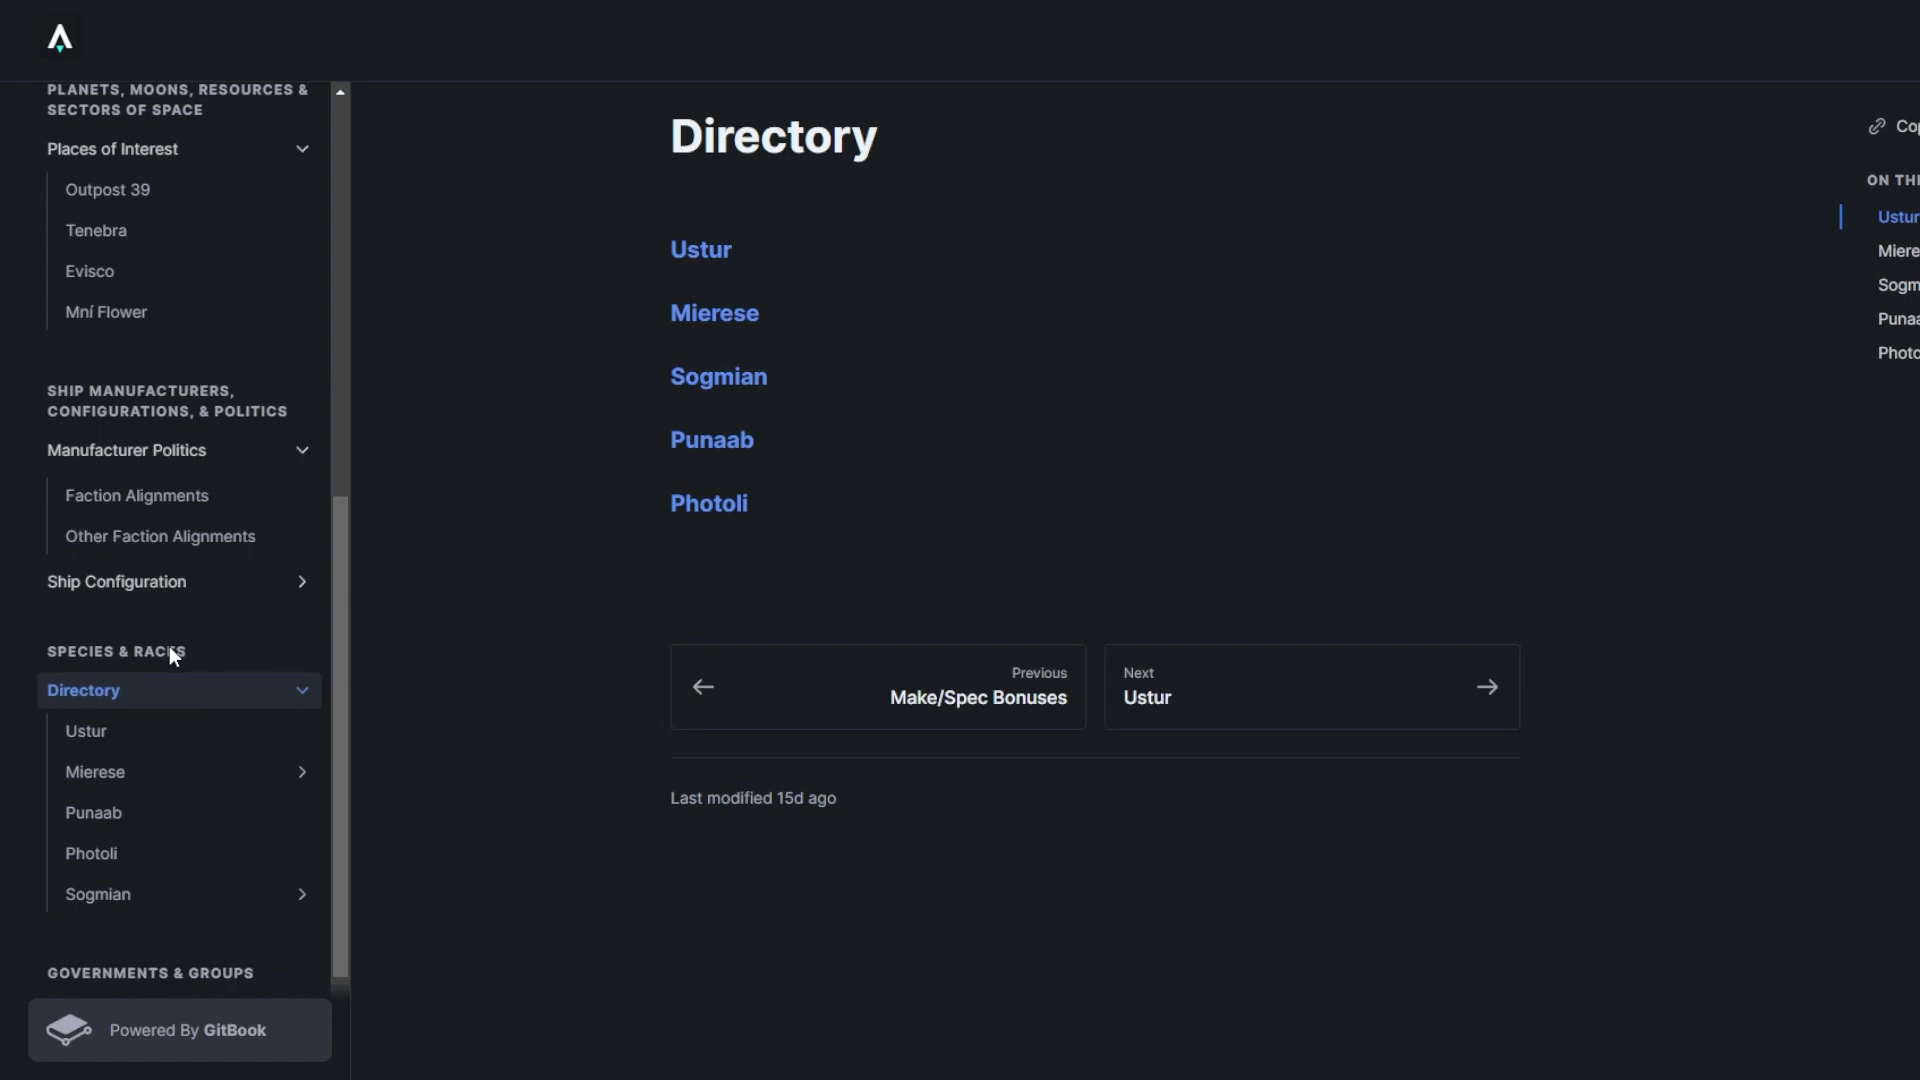 PLANETS, MOONS, RESOURCES &
SECTORS OF SPACE
Places of Interest
Outpost 39
Tenebra
Evisco
Mní Flower
SHIP MANUFACTURERS,
CONFIGURATIONS, & POLITICS
Manufacturer Politics
Faction Alignments
Other Faction Alignments
Ship Configuration
SPECIES & RACES
Directory
Ustur
Mierese
Punaab
Photoli
Sogmian
GOVERNMENTS & GROUPS
Powered By GitBook
Directory
Ustur
Mierese
Sogmian
Punaab
Photoli
Previous
Make/Spec Bonuses
Next
Ustur
Last modified 15d ago
Cop
ON THI
Ustur
Miere
Sogm
Punaa
Photo